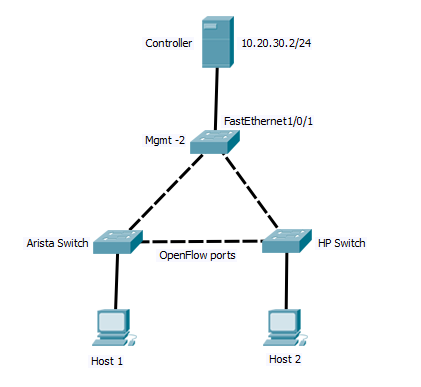 Controller
10.20.30.2/24
FastEthernet1/0/1
Mgmt -2
Arista Switch
HP Switch
OpenFlow ports
Host 1
Host 2